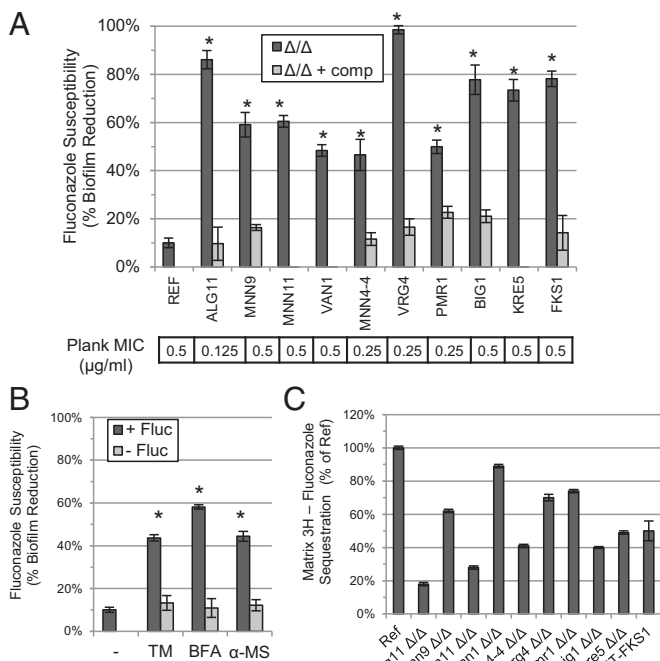 A
Fluconazole Susceptibility
(% Biofilm Reduction)
100%
80%
60%
40%
20%
0%
Δ/Δ
Δ/Δ + comp
* * * * * * * * * *
REF ALG11 MNN9 MNN11 VAN1 MNN4-4 VRG4 PMR1 BIG1 KRE5 FKS1
Plank MIC
(µg/ml)
0.5 0.125 0.5 0.5 0.5 0.25 0.25 0.25 0.5 0.5 0.5
B
Fluconazole Susceptibility
(% Biofilm Reduction)
100%
80%
60%
40%
20%
0%
+ Fluc
- Fluc
* * *
- TM BFA α-MS
C
Matrix 3H – Fluconazole
Sequestration (% of Ref)
120%
100%
80%
60%
40%
20%
0%
Ref Δ/Δ Δ/Δ Δ/Δ Δ/Δ Δ/Δ Δ/Δ Δ/Δ Δ/Δ Δ/Δ